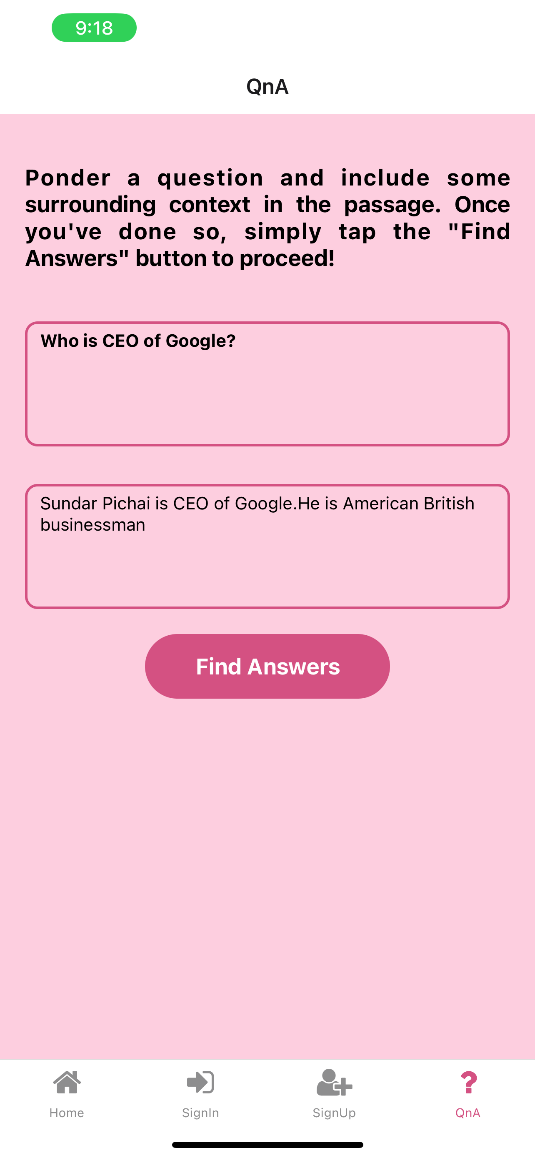 9:18
QnA
Ponder a question and include some
surrounding context in the passage. Once
you've done so, simply tap the "Find
Answers" button to proceed!
Who is CEO of Google?
Sundar Pichai is CEO of Google.He is American British
businessman
Find Answers
Home SignIn SignUp QnA